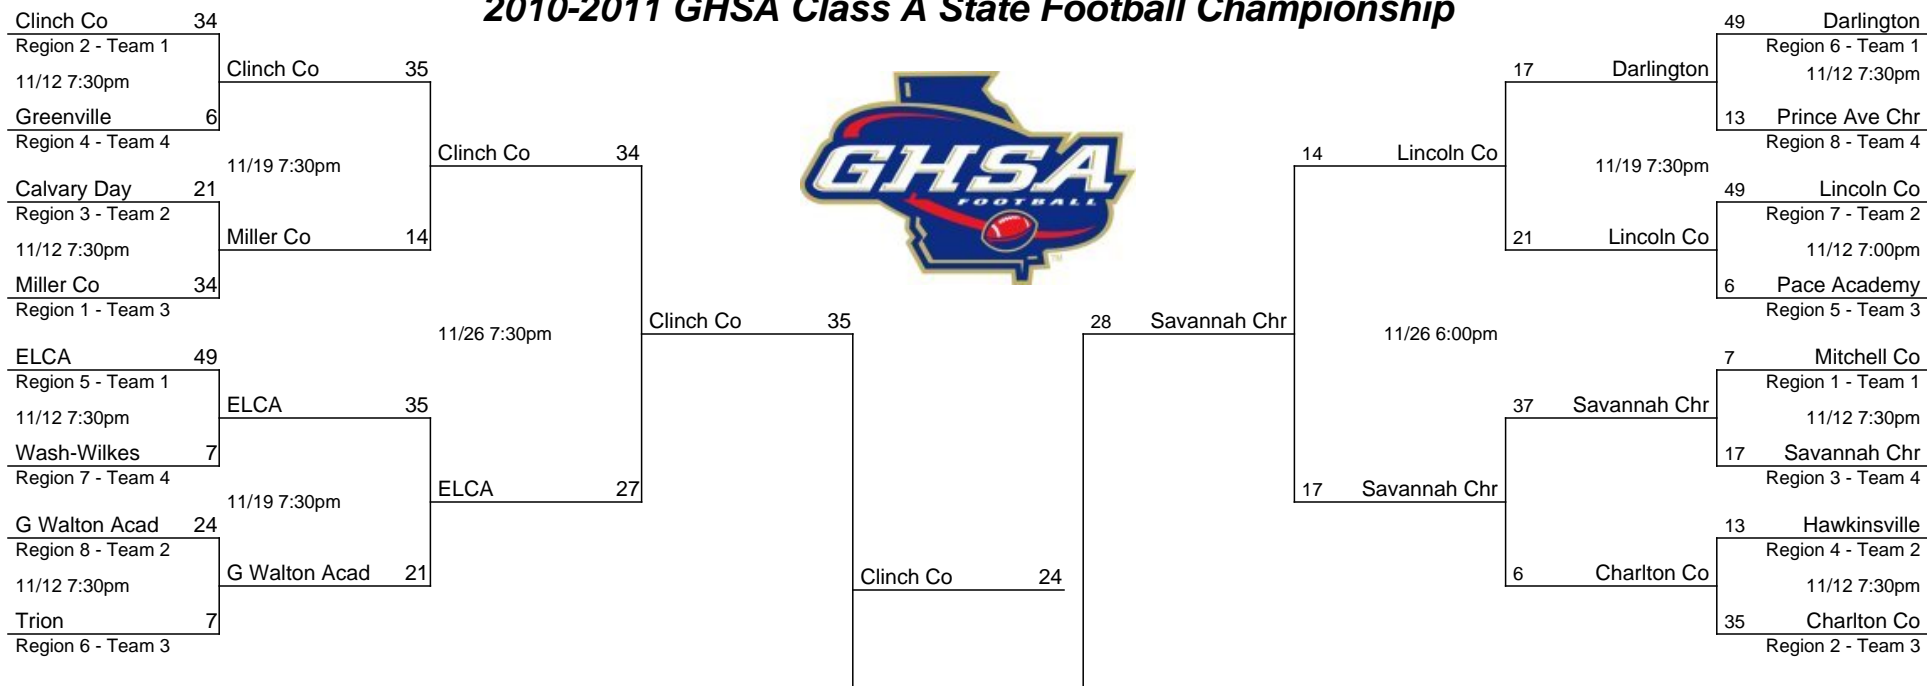 2010-2011 GHSA Class A State Football Championship
Clinch Co 34
Region 2 - Team 1
11/12 7:30pm
Greenville 6
Region 4 - Team 4
Calvary Day 21
Region 3 - Team 2
11/12 7:30pm
Miller Co 34
Region 1 - Team 3
ELCA 49
Region 5 - Team 1
11/12 7:30pm
Wash-Wilkes 7
Region 7 - Team 4
G Walton Acad 24
Region 8 - Team 2
11/12 7:30pm
Trion 7
Region 6 - Team 3
Clinch Co 35
11/19 7:30pm
Miller Co 14
ELCA 35
11/19 7:30pm
G Walton Acad 21
Clinch Co 34
11/26 7:30pm
ELCA 27
Clinch Co 35
Clinch Co 24
GHSA
FOOTBALL
TM
28 Savannah Chr
14 Lincoln Co
11/26 6:00pm
17 Savannah Chr
17 Darlington
11/19 7:30pm
21 Lincoln Co
37 Savannah Chr
6 Charlton Co
49 Darlington
Region 6 - Team 1
11/12 7:30pm
13 Prince Ave Chr
Region 8 - Team 4
49 Lincoln Co
Region 7 - Team 2
11/12 7:00pm
6 Pace Academy
Region 5 - Team 3
7 Mitchell Co
Region 1 - Team 1
11/12 7:30pm
17 Savannah Chr
Region 3 - Team 4
13 Hawkinsville
Region 4 - Team 2
11/12 7:30pm
35 Charlton Co
Region 2 - Team 3